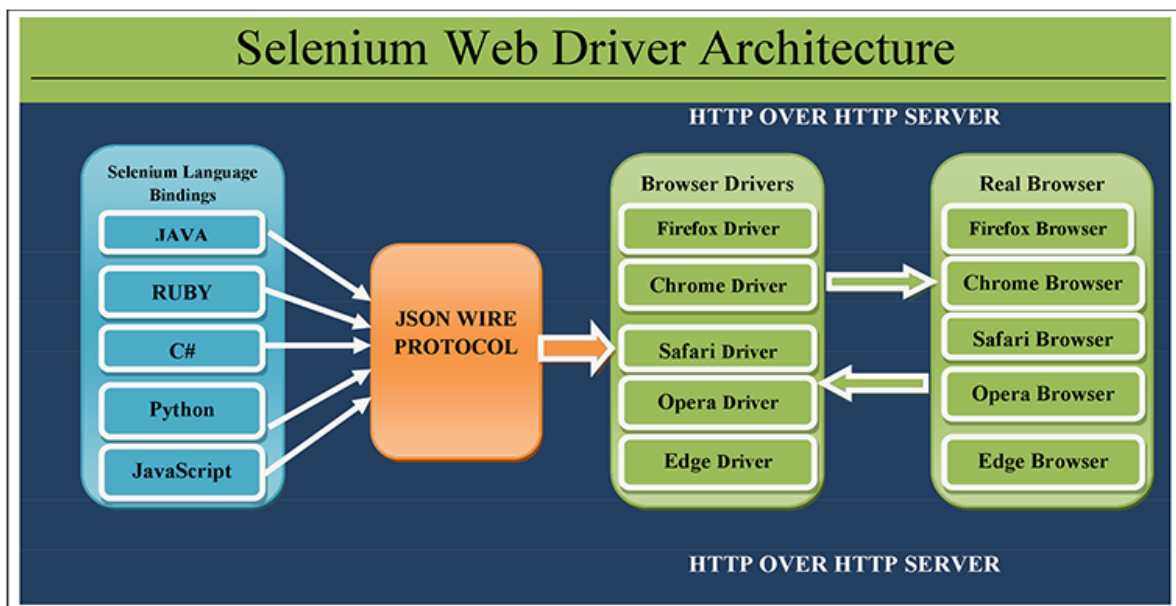 Selenium Web Driver Architecture
HTTP OVER HTTP SERVER
Selenium Language
Bindings
JAVA
RUBY
C#
Python
JavaScript
JSON WIRE
PROTOCOL
Browser Drivers
Firefox Driver
Chrome Driver
Safari Driver
Opera Driver
Edge Driver
Real Browser
Firefox Browser
Chrome Browser
Safari Browser
Opera Browser
Edge Browser
HTTP OVER HTTP SERVER